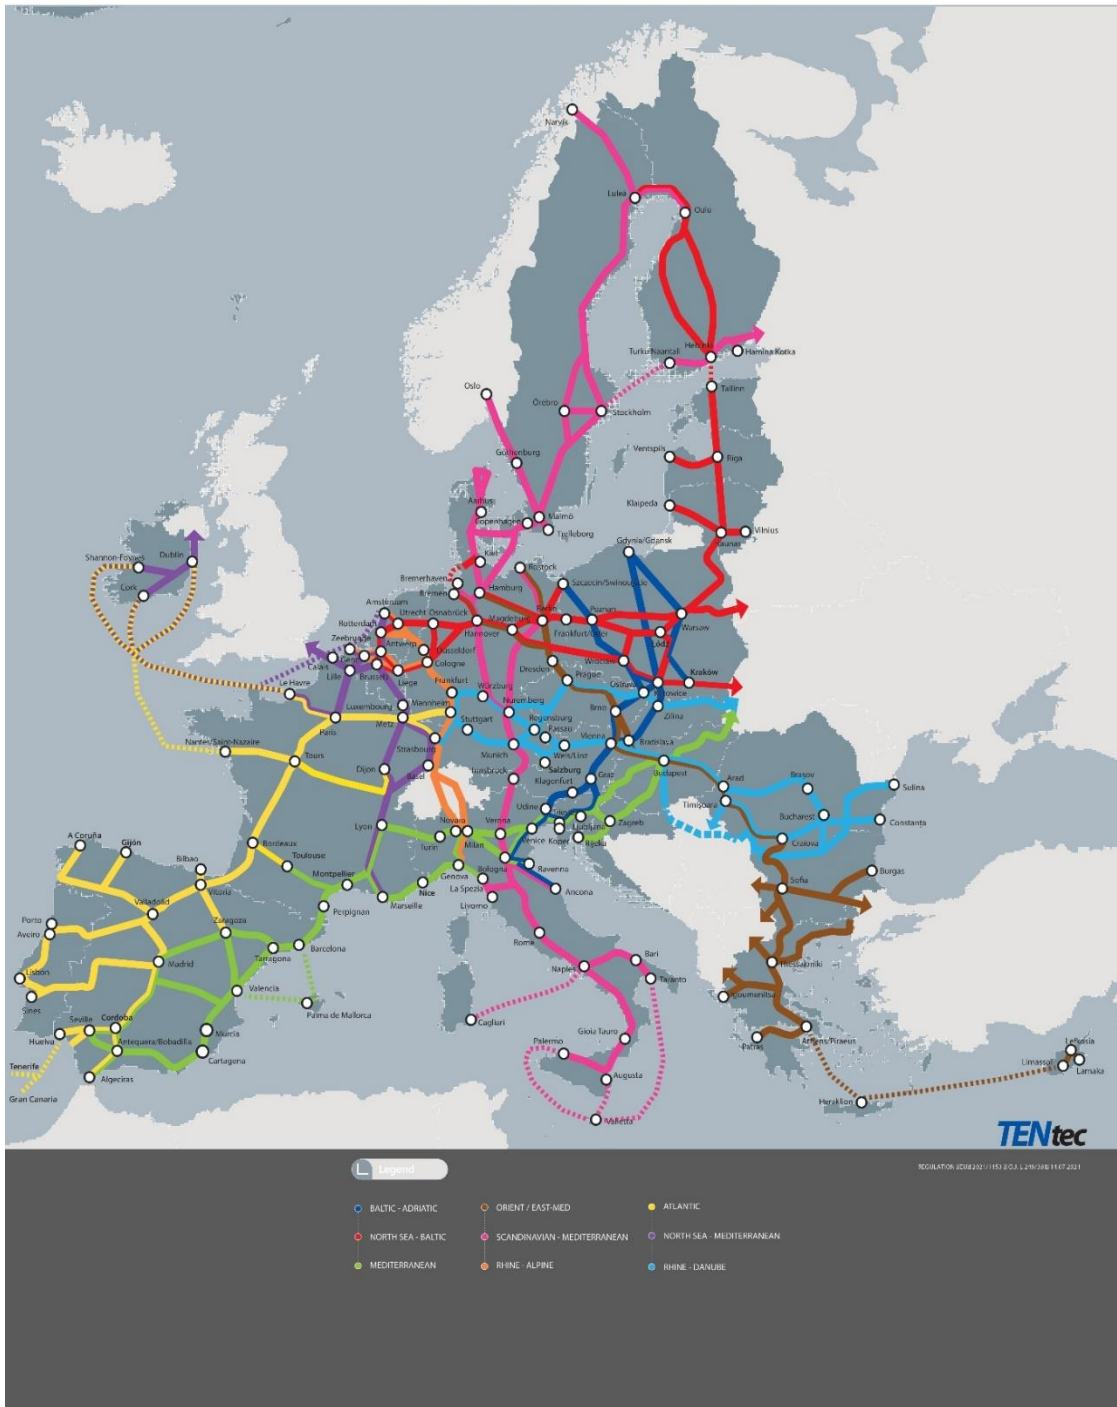 Narvik
Lulea
Oulu
Turku/Naantali
Helsinki
Hamina Kotka
Tallinn
Oslo
Örebro
Stockholm
Gothenburg
Ventspils
Riga
Klaipeda
Aarhus
Copenhagen
Malmö
Trelleborg
Kaunas
Vilnius
Gdynia/Gdansk
Shannon-Foynes
Dublin
Cork
Kiel
Rostock
Szczecin/Swinoujscie
Bremerhaven
Bremen
Hamburg
Amsterdam
Utrecht
Osnabrück
Rotterdam
Magdeburg
Berlin
Poznan
Warsaw
Hannover
Frankfurt/Oder
Zeebrugge
Antwerp
Düsseldorf
Łódź
Calais
Cologne
Wrocław
Dresden
Lille
Brussels
Liege
Kraków
Prague
Ostrava
Katowice
Frankfurt
Würzburg
Le Havre
Luxembourg
Mannheim
Nuremberg
Brno
Zilina
Paris
Metz
Stuttgart
Regensburg
Passau
Nantes/Saint-Nazaire
Strasbourg
Munich
Wels/Linz
Vienna
Bratislava
Tours
Dijon
Basel
Innsbruck
Salzburg
Budapest
Klagenfurt
Graz
Arad
Brașov
Sulina
Timișoara
Udine
Lyon
Novara
Verona
Ljubljana
Zagreb
Bucharest
Constanța
Turin
Milan
Venice
Koper
Rijeka
Craiova
A Coruña
Gijón
Bordeaux
Bilbao
Toulouse
Genova
Bologna
Ravenna
La Spezia
Ancona
Sofia
Burgas
Vitoria
Montpellier
Nice
Marseille
Livorno
Valladolid
Perpignan
Porto
Aveiro
Zaragoza
Rome
Lisbon
Madrid
Tarragona
Barcelona
Naples
Bari
Taranto
Thessaloniki
Sines
Valencia
Palma de Mallorca
Cagliari
Igoumenitsa
Seville
Cordoba
Murcia
Huelva
Antequera/Bobadilla
Cartagena
Gioia Tauro
Palermo
Patras
Athens/Piraeus
Lefkosia
Limassol
Larnaka
Tenerife
Algeciras
Augusta
Gran Canaria
Heraklion
Valletta
TENtec
Legend
BALTIC - ADRIATIC
ORIENT / EAST-MED
ATLANTIC
NORTH SEA - BALTIC
SCANDINAVIAN - MEDITERRANEAN
NORTH SEA - MEDITERRANEAN
MEDITERRANEAN
RHINE - ALPINE
RHINE - DANUBE